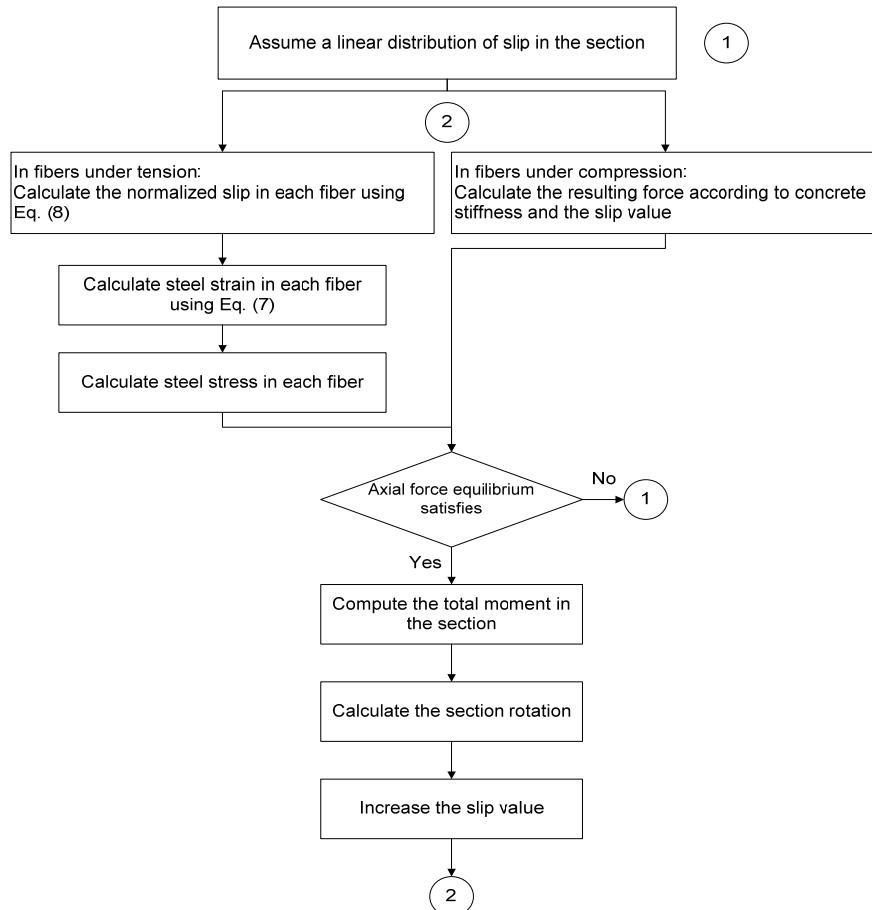 Assume a linear distribution of slip in the section
1
2
In fibers under tension:
Calculate the normalized slip in each fiber using
Eq. (8)
In fibers under compression:
Calculate the resulting force according to concrete
stiffness and the slip value
Calculate steel strain in each fiber
using Eq. (7)
Calculate steel stress in each fiber
Axial force equilibrium
satisfies
No
1
Yes
Compute the total moment in
the section
Calculate the section rotation
Increase the slip value
2